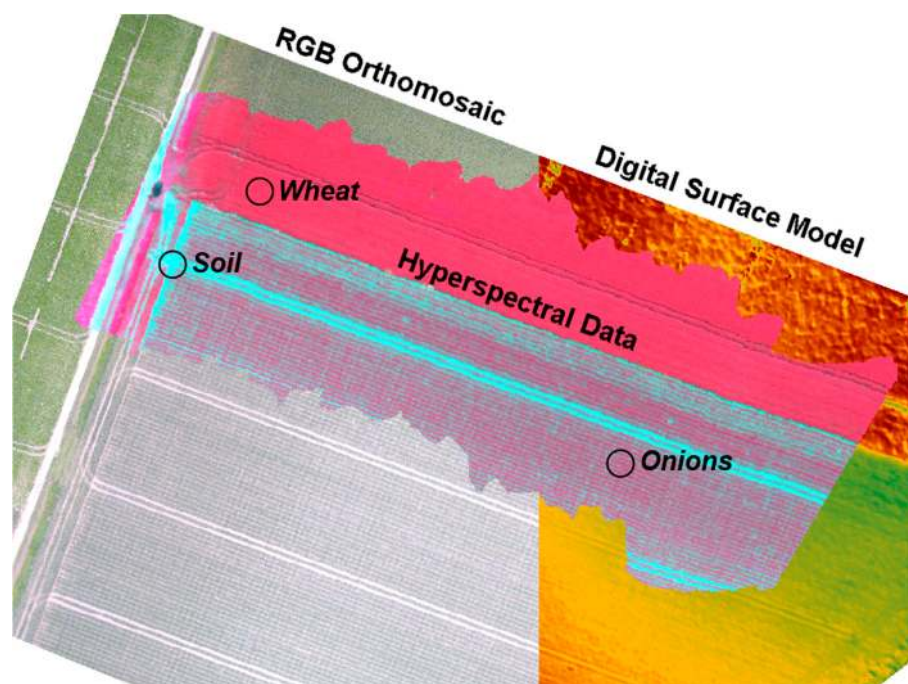 RGB Orthomosaic
Digital Surface Model
Wheat
Soil
Hyperspectral Data
Onions